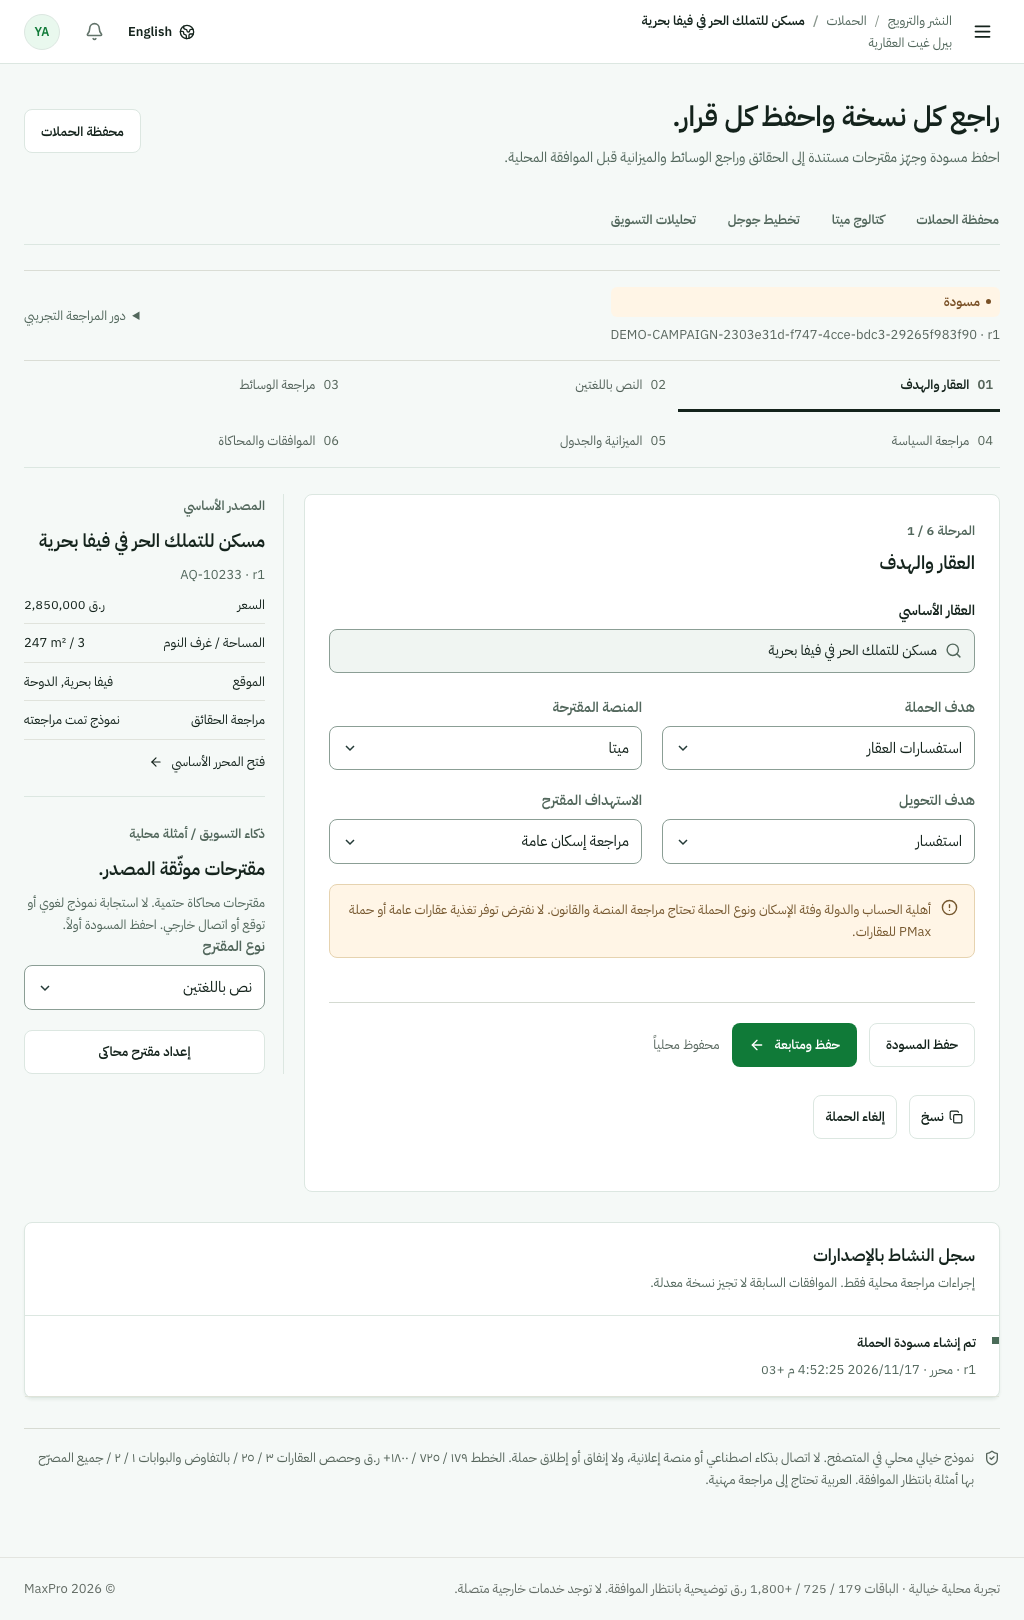 النشر والترويج / الحملات / مسكن للتملك الحر في فيفا بحرية
بيرل غيت العقارية
English
YA
راجع كل نسخة واحفظ كل قرار.
احفظ مسودة وجهّز مقترحات مستندة إلى الحقائق وراجع الوسائط والميزانية قبل الموافقة المحلية.
محفظة الحملات
محفظة الحملات
كتالوج ميتا
تخطيط جوجل
تحليلات التسويق
مسودة
DEMO-CAMPAIGN-2303e31d-f747-4cce-bdc3-29265f983f90 · r1
دور المراجعة التجريبي
01 العقار والهدف
02 النص باللغتين
03 مراجعة الوسائط
04 مراجعة السياسة
05 الميزانية والجدول
06 الموافقات والمحاكاة
المرحلة 6 / 1
العقار والهدف
العقار الأساسي
مسكن للتملك الحر في فيفا بحرية
هدف الحملة
استفسارات العقار
المنصة المقترحة
ميتا
هدف التحويل
استفسار
الاستهداف المقترح
مراجعة إسكان عامة
أهلية الحساب والدولة وفئة الإسكان ونوع الحملة تحتاج مراجعة المنصة والقانون. لا نفترض توفر تغذية عقارات عامة أو حملة
PMax للعقارات.
حفظ المسودة
حفظ ومتابعة
محفوظ محلياً
نسخ
إلغاء الحملة
المصدر الأساسي
مسكن للتملك الحر في فيفا بحرية
AQ-10233 · r1
السعر
ر.ق 2,850,000
المساحة / غرف النوم
247 m² / 3
الموقع
فيفا بحرية, الدوحة
مراجعة الحقائق
نموذج تمت مراجعته
فتح المحرر الأساسي
ذكاء التسويق / أمثلة محلية
مقترحات موثّقة المصدر.
مقترحات محاكاة حتمية. لا استجابة نموذج لغوي أو
توقع أو اتصال خارجي. احفظ المسودة أولاً.
نوع المقترح
نص باللغتين
إعداد مقترح محاكى
سجل النشاط بالإصدارات
إجراءات مراجعة محلية فقط. الموافقات السابقة لا تجيز نسخة معدلة.
تم إنشاء مسودة الحملة
r1 · محرر · 2026/11/17 4:52:25 م +03
نموذج خيالي محلي في المتصفح. لا اتصال بذكاء اصطناعي أو منصة إعلانية، ولا إنفاق أو إطلاق حملة. الخطط ١٧٩ / ٧٢٥ / ١٨٠٠+ ر.ق وحصص العقارات ٣ / ٢٥ / بالتفاوض والبوابات ١ / ٢ / جميع المصرّح
بها أمثلة بانتظار الموافقة. العربية تحتاج إلى مراجعة مهنية.
تجربة محلية خيالية · الباقات 179 / 725 / +1,800 ر.ق توضيحية بانتظار الموافقة. لا توجد خدمات خارجية متصلة.
MaxPro 2026 ©